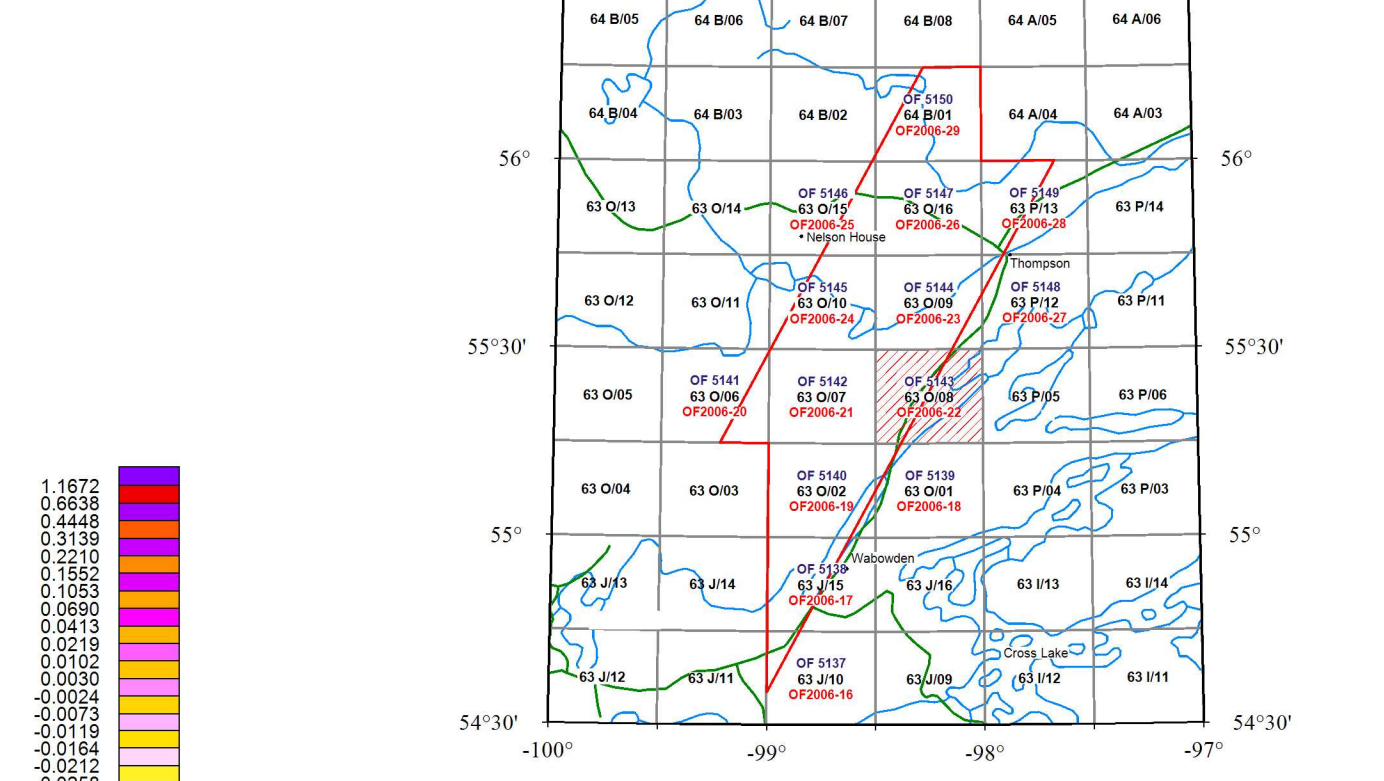 64 B/05 64 B/06 64 B/07 64 B/08 64 A/05 64 A/06
OF 5150
64 B/04 64 B/03 64 B/02 64 B/01 64 A/04 64 A/03
OF2006-29
56° 56°
OF 5146 OF 5147 OF 5149
63 O/13 63 O/14 63 O/15 63 O/16 63 P/13 63 P/14
OF2006-25 OF2006-26 OF2006-28
Nelson House
Thompson
OF 5145 OF 5144 OF 5148
63 O/12 63 O/11 63 O/10 63 O/09 63 P/12 63 P/11
OF2006-24 OF2006-23 OF2006-27
55°30' 55°30'
OF 5141 OF 5142 OF 5143
63 O/05 63 O/06 63 O/07 63 O/08 63 P/05 63 P/06
OF2006-20 OF2006-21 OF2006-22
OF 5140 OF 5139
63 O/04 63 O/03 63 O/02 63 O/01 63 P/04 63 P/03
OF2006-19 OF2006-18
55° 55°
Wabowden
OF 5138
63 J/13 63 J/14 63 J/15 63 J/16 63 I/13 63 I/14
OF2006-17
Cross Lake
OF 5137
63 J/12 63 J/11 63 J/10 63 J/09 63 I/12 63 I/11
OF2006-16
54°30' 54°30'
-100° -99° -98° -97°
1.1672
0.6638
0.4448
0.3139
0.2210
0.1552
0.1053
0.0690
0.0413
0.0219
0.0102
0.0030
-0.0024
-0.0073
-0.0119
-0.0164
-0.0212